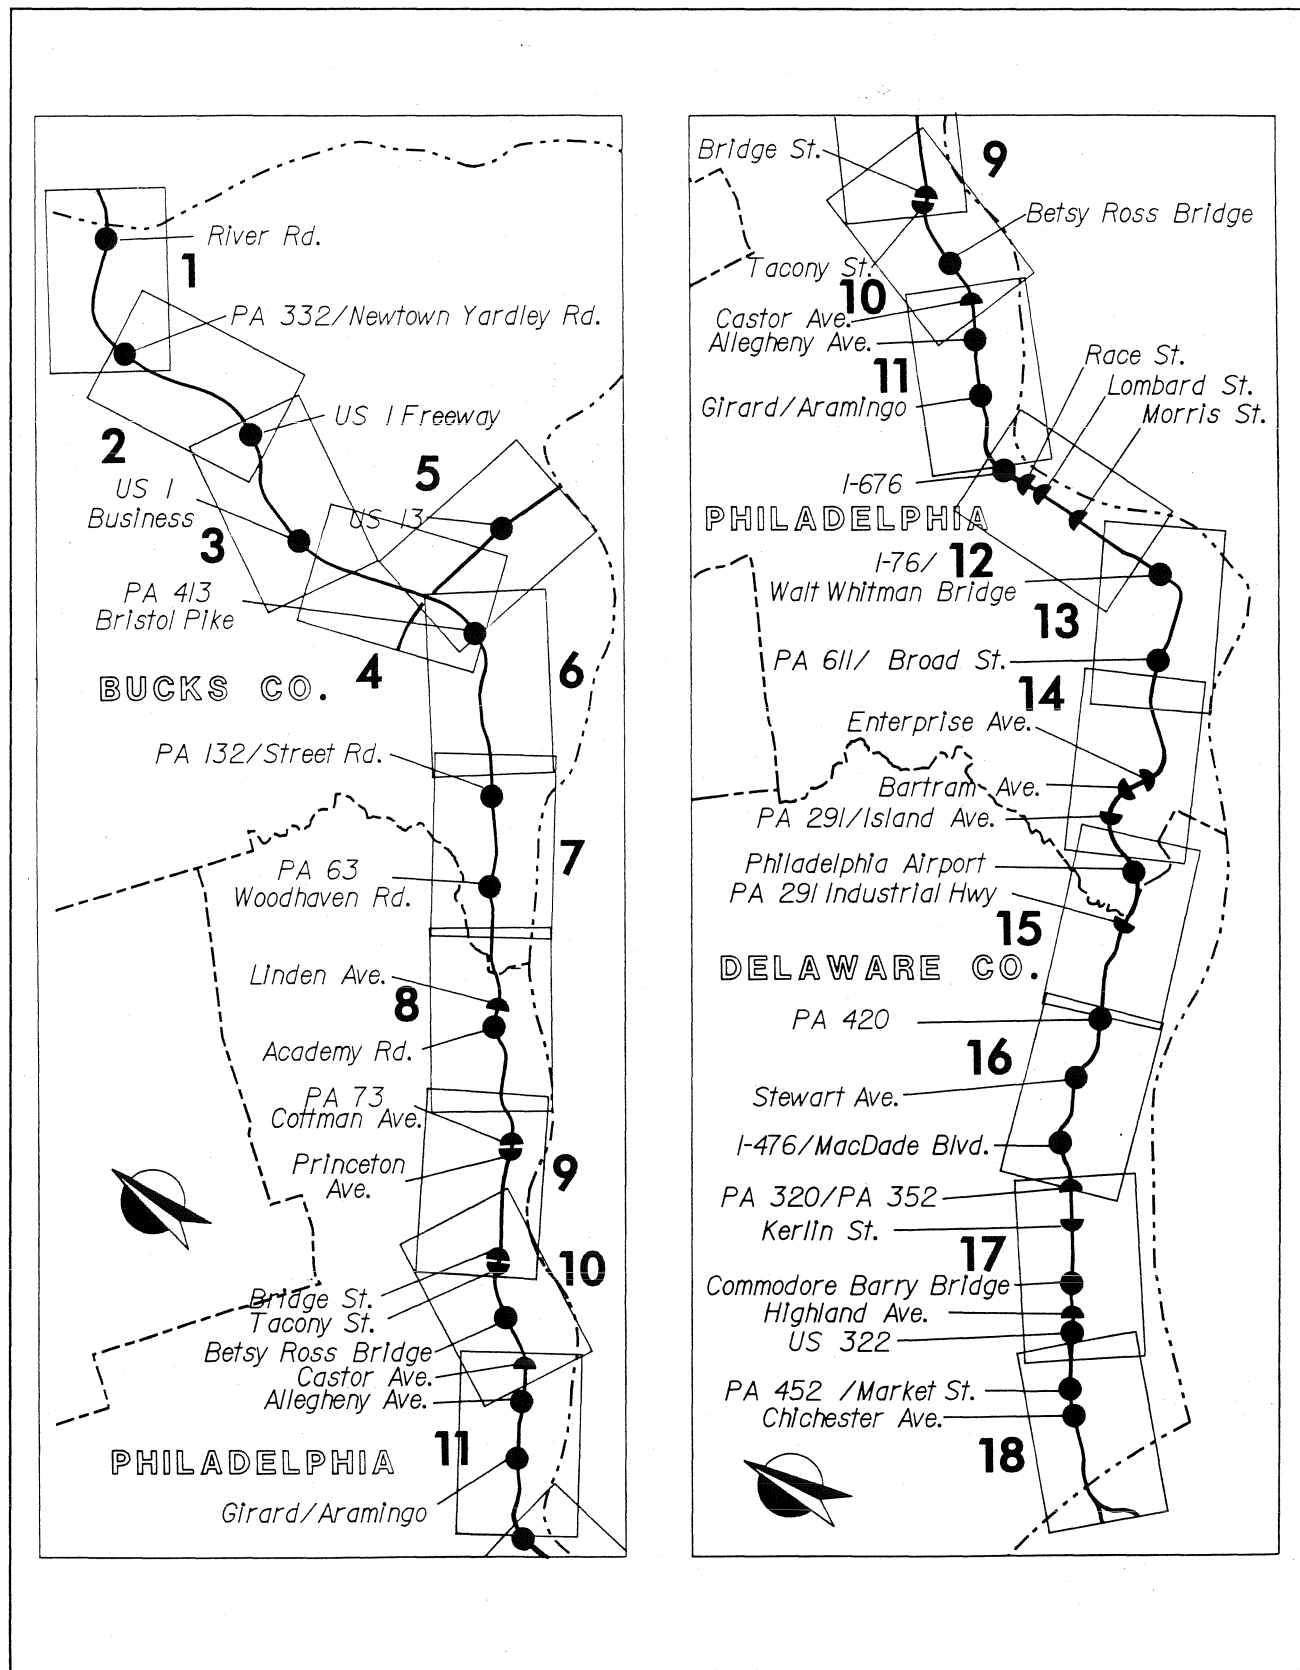 River Rd.
1
PA 332/Newtown Yardley Rd.
US 1 Freeway
2
5
US 1
Business
US 13
3
PA 413
Bristol Pike
4
6
BUCKS CO.
PA 132/Street Rd.
7
PA 63
Woodhaven Rd.
Linden Ave.
8
Academy Rd.
PA 73
Cottman Ave.
Princeton
Ave.
9
10
Bridge St.
Tacony St.
Betsy Ross Bridge
Castor Ave.
Allegheny Ave.
11
PHILADELPHIA
Girard/Aramingo
Bridge St.
9
Betsy Ross Bridge
Tacony St.
10
Castor Ave.
Allegheny Ave.
11
Race St.
Lombard St.
Morris St.
Girard/Aramingo
I-676
PHILADELPHIA
12
I-76/
Walt Whitman Bridge
13
PA 611/ Broad St.
14
Enterprise Ave.
Bartram Ave.
PA 291/Island Ave.
Philadelphia Airport
PA 291 Industrial Hwy
15
DELAWARE CO.
PA 420
16
Stewart Ave.
I-476/MacDade Blvd.
PA 320/PA 352
Kerlin St.
17
Commodore Barry Bridge
Highland Ave.
US 322
PA 452 /Market St.
Chichester Ave.
18